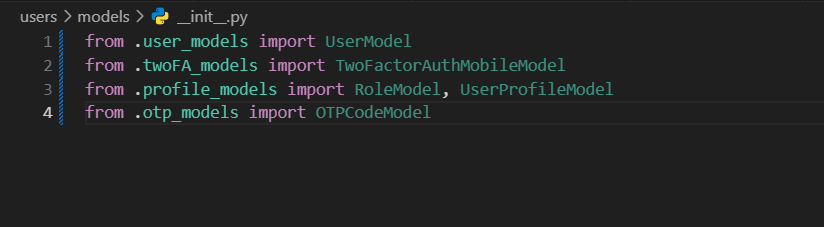 users > models > __init__.py
1 from .user_models import UserModel
2 from .twoFA_models import TwoFactorAuthMobileModel
3 from .profile_models import RoleModel, UserProfileModel
4 from .otp_models import OTPCodeModel